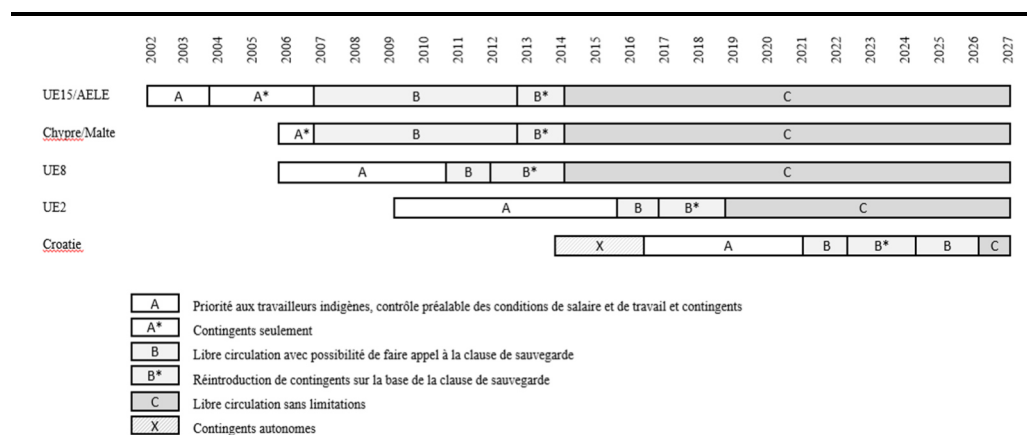 2002 2003 2004 2005 2006 2007 2008 2009 2010 2011 2012 2013 2014 2015 2016 2017 2018 2019 2020 2021 2022 2023 2024 2025 2026 2027
UE15/AELE A A* B B* C
Chypre/Malte A* B B* C
UE8 A B B* C
UE2 A B B* C
Croatie X A B B* B C
A Priorité aux travailleurs indigènes, contrôle préalable des conditions de salaire et de travail et contingents
A* Contingents seulement
B Libre circulation avec possibilité de faire appel à la clause de sauvegarde
B* Réintroduction de contingents sur la base de la clause de sauvegarde
C Libre circulation sans limitations
X Contingents autonomes